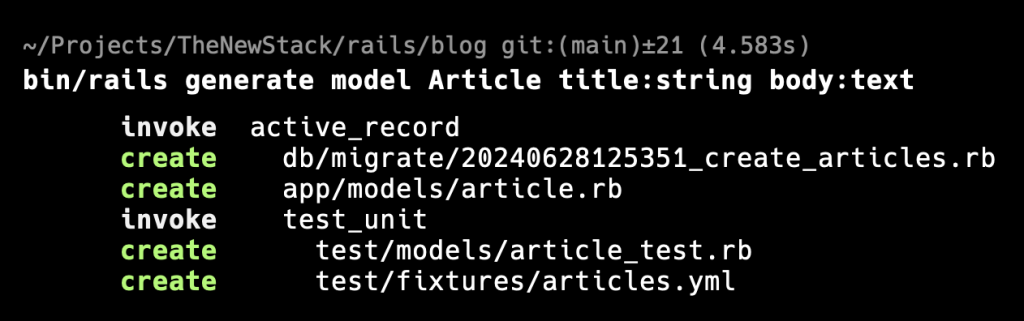 ~/Projects/TheNewStack/rails/blog git:(main)±21 (4.583s)
bin/rails generate model Article title:string body:text
invoke active_record
create db/migrate/20240628125351_create_articles.rb
create app/models/article.rb
invoke test_unit
create test/models/article_test.rb
create test/fixtures/articles.yml